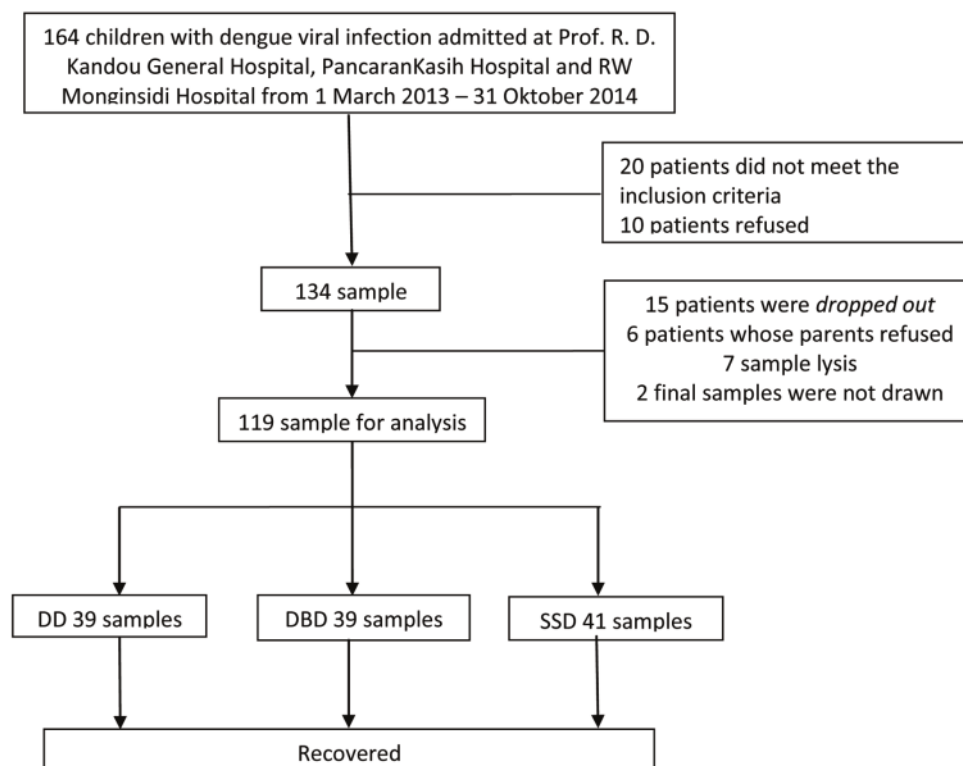 164 children with dengue viral infection admitted at Prof. R. D.
Kandou General Hospital, PancaranKasih Hospital and RW
Monginsidi Hospital from 1 March 2013 – 31 Oktober 2014
20 patients did not meet the
inclusion criteria
10 patients refused
134 sample
15 patients were dropped out
6 patients whose parents refused
7 sample lysis
2 final samples were not drawn
119 sample for analysis
DD 39 samples
DBD 39 samples
SSD 41 samples
Recovered